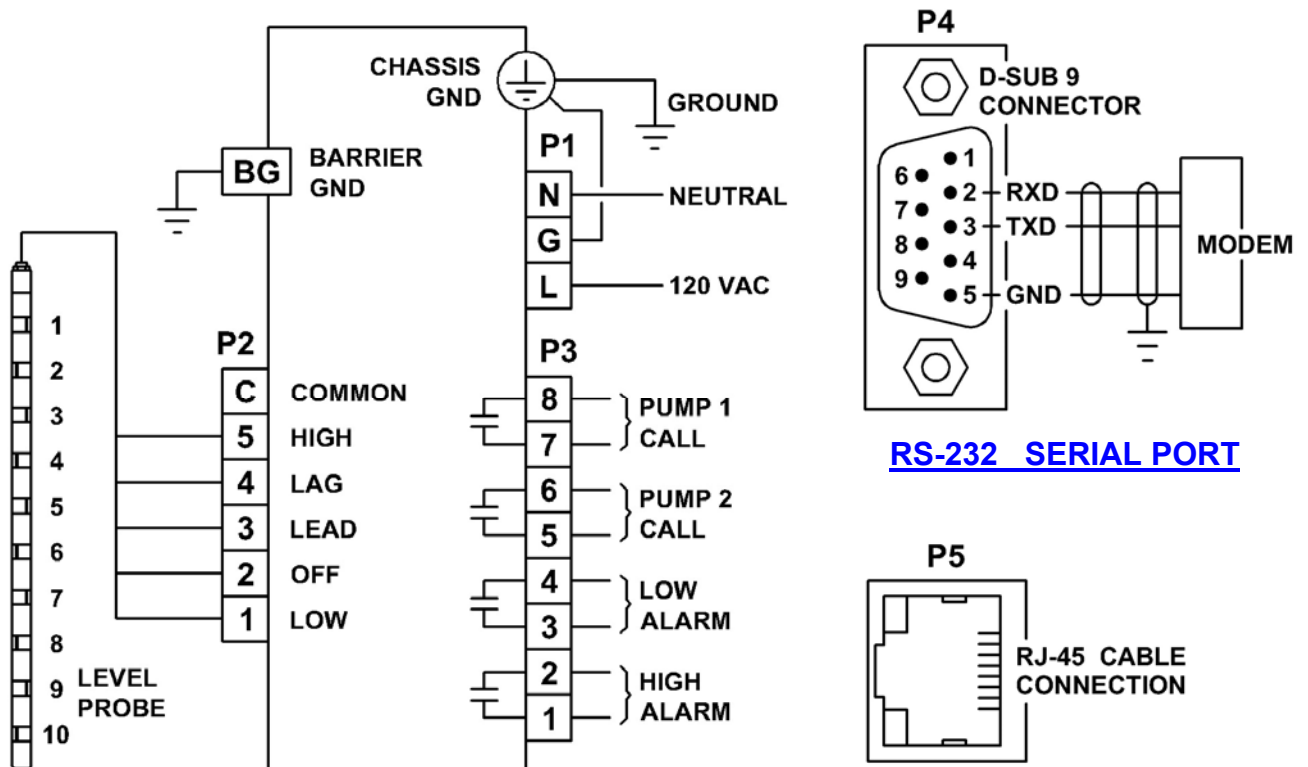 CHASSIS
GND
GROUND
BG
BARRIER
GND
P1
N
NEUTRAL
G
L
120 VAC
1
2
3
4
5
6
7
8
9
10
LEVEL
PROBE
P2
C
COMMON
5
HIGH
4
LAG
3
LEAD
2
OFF
1
LOW
P3
8
7
PUMP 1
CALL
6
5
PUMP 2
CALL
4
3
LOW
ALARM
2
1
HIGH
ALARM
P4
D-SUB 9
CONNECTOR
1
6
2
RXD
7
3
TXD
8
4
9
5
GND
MODEM
RS-232 SERIAL PORT
P5
RJ-45 CABLE
CONNECTION